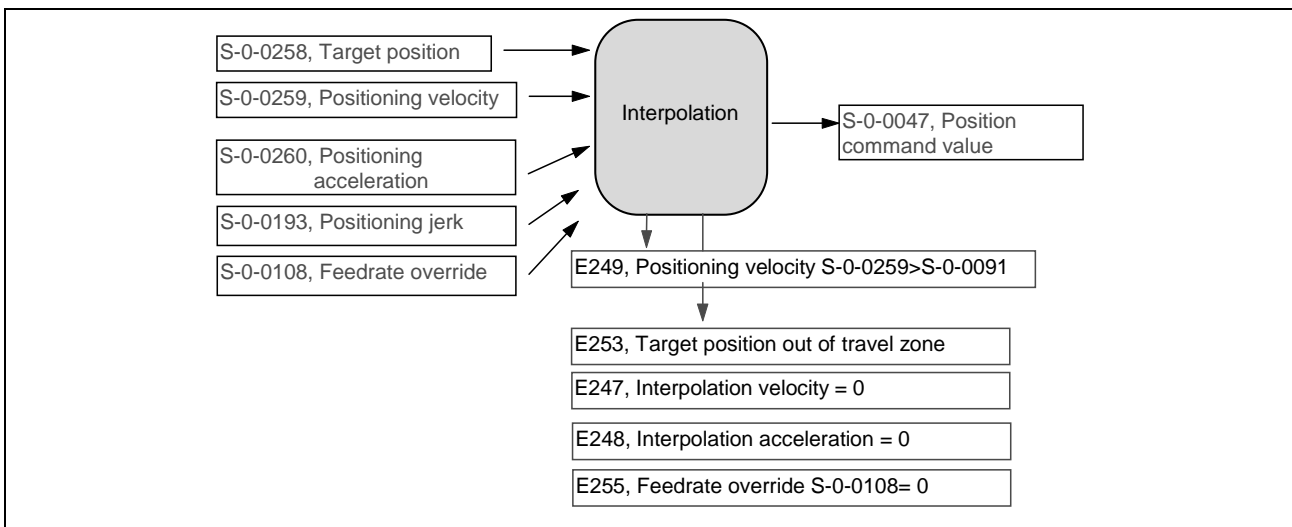 S-0-0258, Target position
S-0-0259, Positioning velocity
S-0-0260, Positioning
acceleration
S-0-0193, Positioning jerk
S-0-0108, Feedrate override
Interpolation
S-0-0047, Position
command value
E249, Positioning velocity S-0-0259>S-0-0091
E253, Target position out of travel zone
E247, Interpolation velocity = 0
E248, Interpolation acceleration = 0
E255, Feedrate override S-0-0108= 0